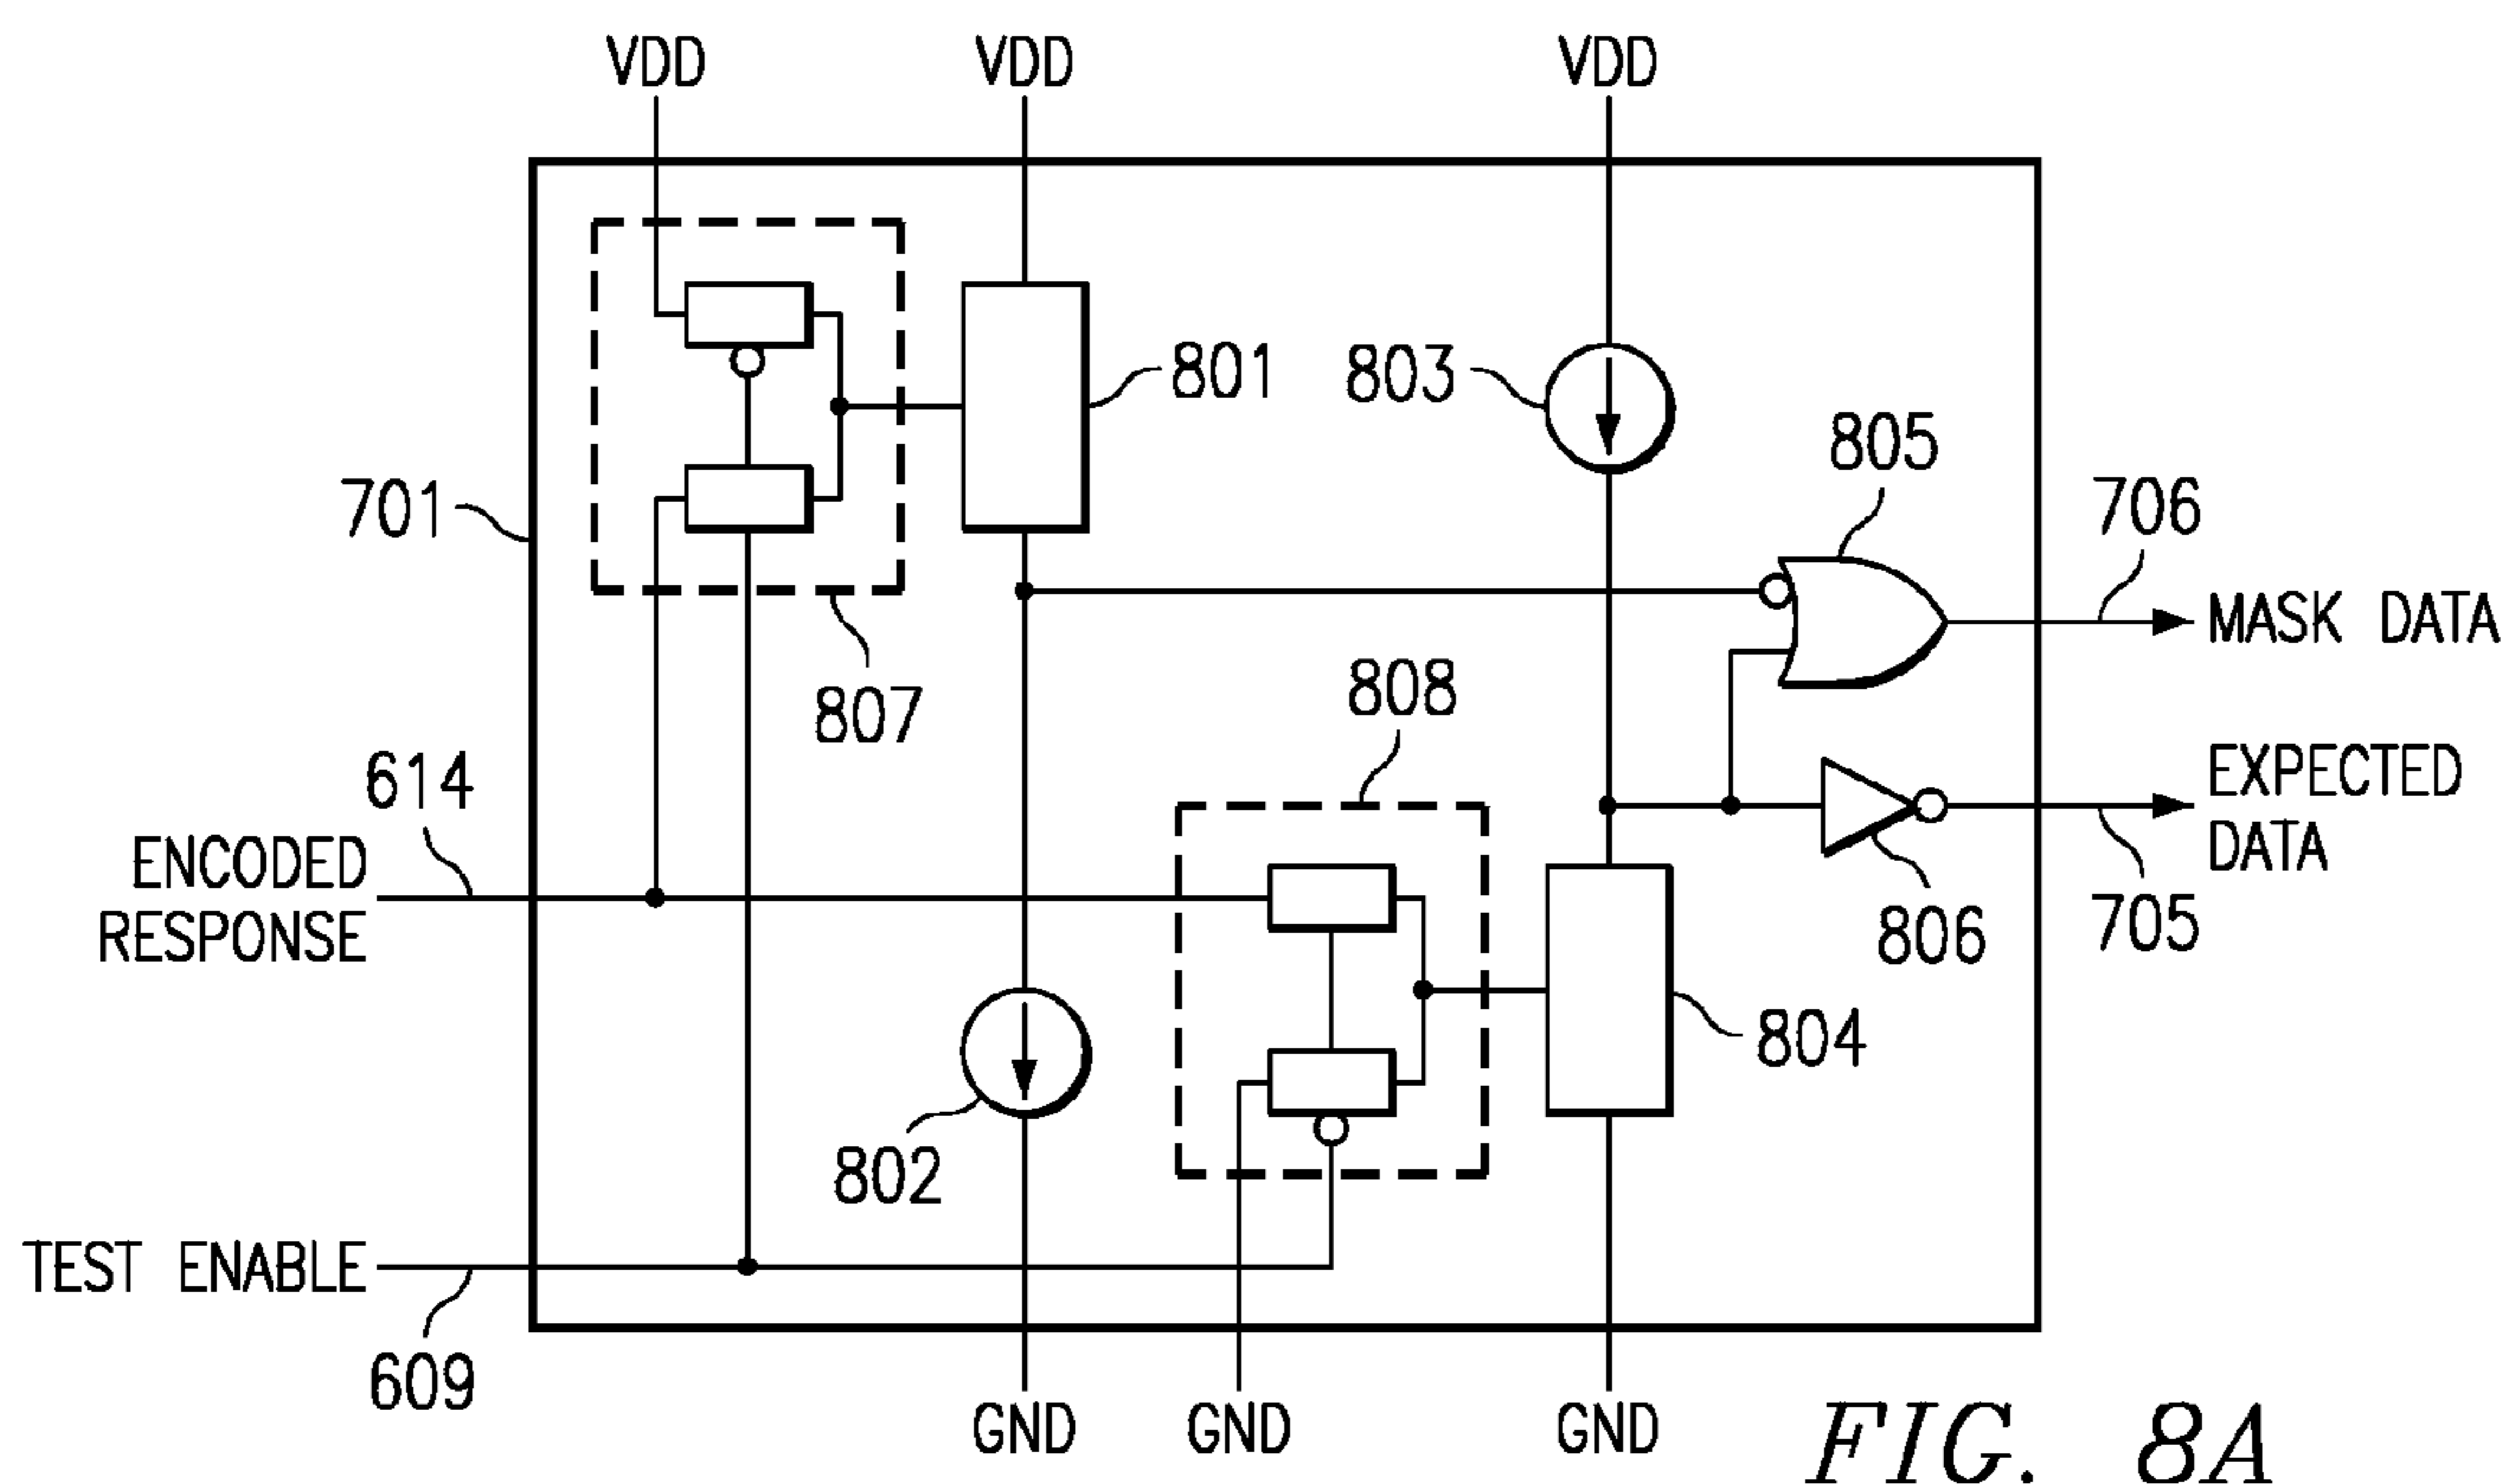 VDD VDD VDD
801
803
805
701
706
MASK DATA
807
808
614
EXPECTED
DATA
ENCODED
RESPONSE
806
705
804
802
TEST ENABLE
609
GND GND GND
FIG. 8A